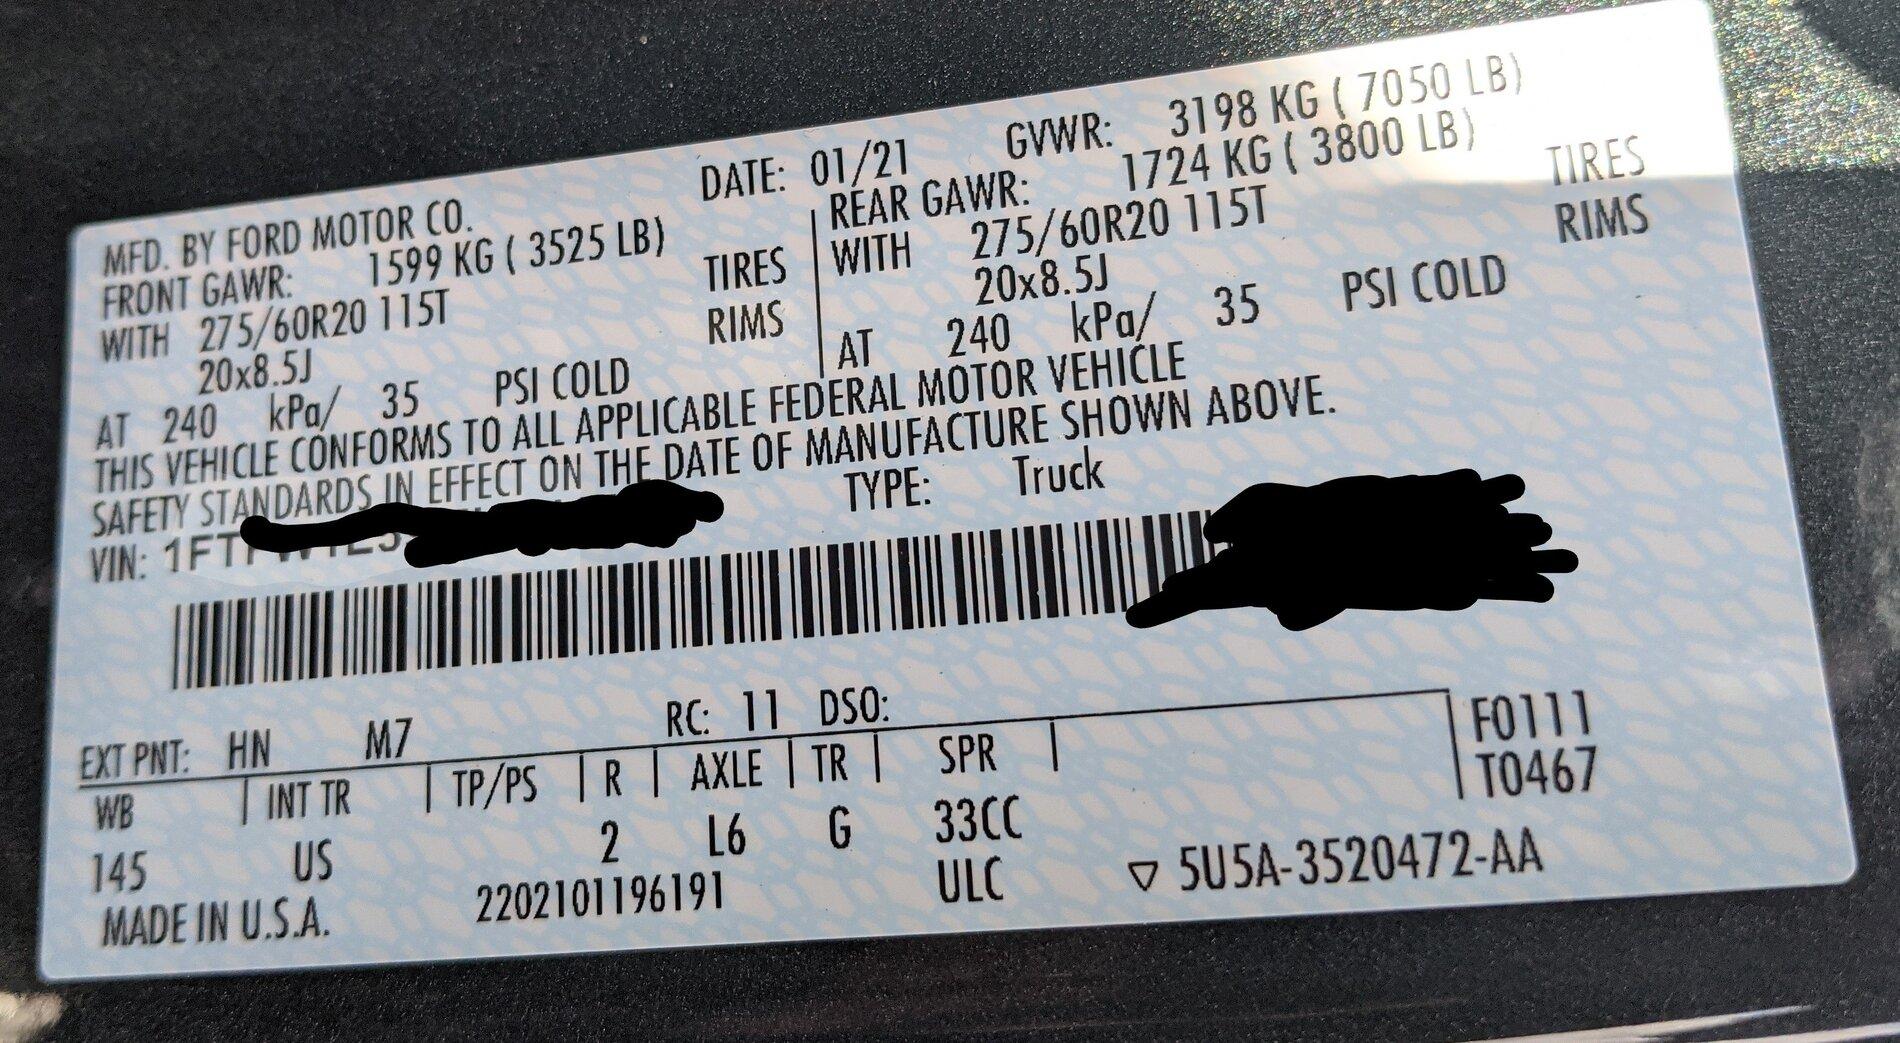 MFD. BY FORD MOTOR CO. DATE: 01/21 GVWR: 3198 KG ( 7050 LB)
FRONT GAWR: 1599 KG ( 3525 LB) REAR GAWR: 1724 KG ( 3800 LB)
WITH 275/60R20 115T TIRES WITH 275/60R20 115T TIRES
20x8.5J RIMS 20x8.5J RIMS
AT 240 kPa/ 35 PSI COLD AT 240 kPa/ 35 PSI COLD
THIS VEHICLE CONFORMS TO ALL APPLICABLE FEDERAL MOTOR VEHICLE
SAFETY STANDARDS IN EFFECT ON THE DATE OF MANUFACTURE SHOWN ABOVE.
VIN: TYPE: Truck
EXT PNT: HN M7 RC: 11 DSO:
WB INT TR TP/PS R AXLE TR SPR F0111
145 US 2 L6 G 33CC T0467
MADE IN U.S.A. 2202101196191 ULC ▽ 5U5A-3520472-AA